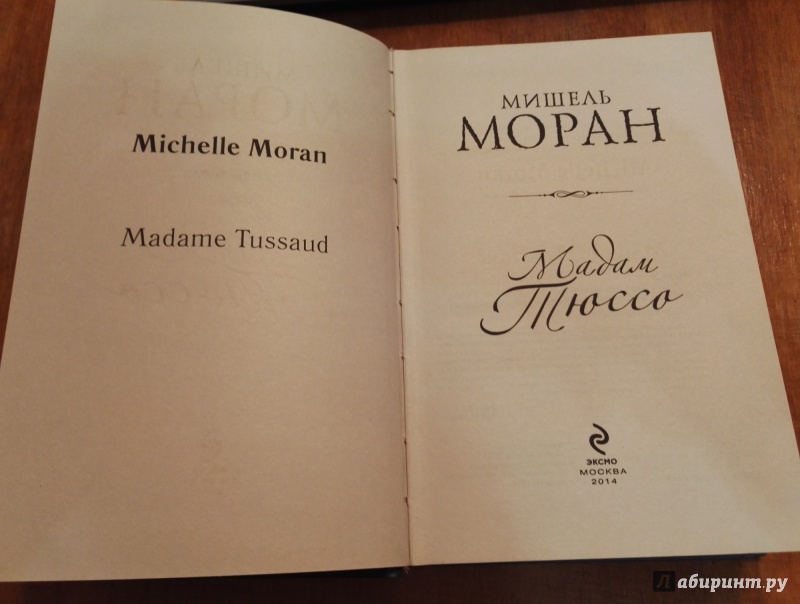 Michelle Moran
Madame Tussaud
МИШЕЛЬ
МОРАН
Мадам
Тюссо
ЭКСМО
МОСКВА
2014
Лабиринт.ру